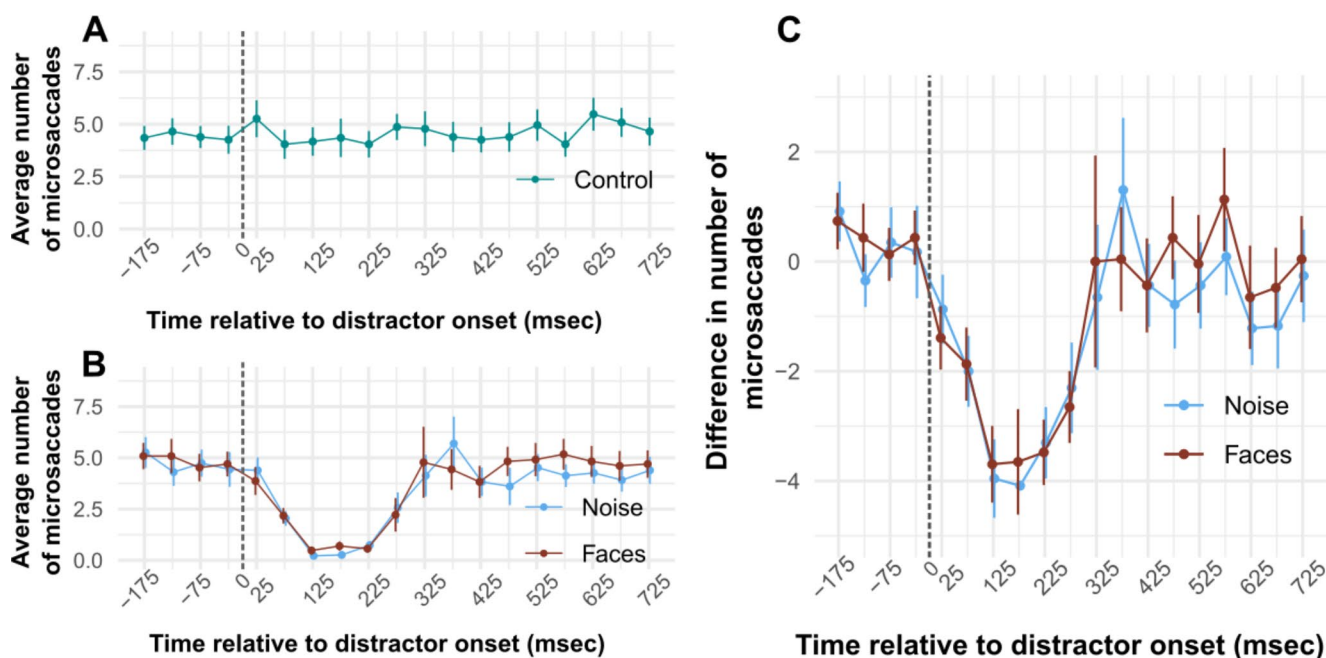 A
Average number
of microsaccades
7.5
5.0
2.5
0.0
Control
−175
−75
0
25
125
225
325
425
525
625
725
Time relative to distractor onset (msec)
B
Average number
of microsaccades
7.5
5.0
2.5
0.0
Noise
Faces
−175
−75
0
25
125
225
325
425
525
625
725
Time relative to distractor onset (msec)
C
Difference in number of
microsaccades
2
0
−2
−4
Noise
Faces
−175
−75
0
25
125
225
325
425
525
625
725
Time relative to distractor onset (msec)